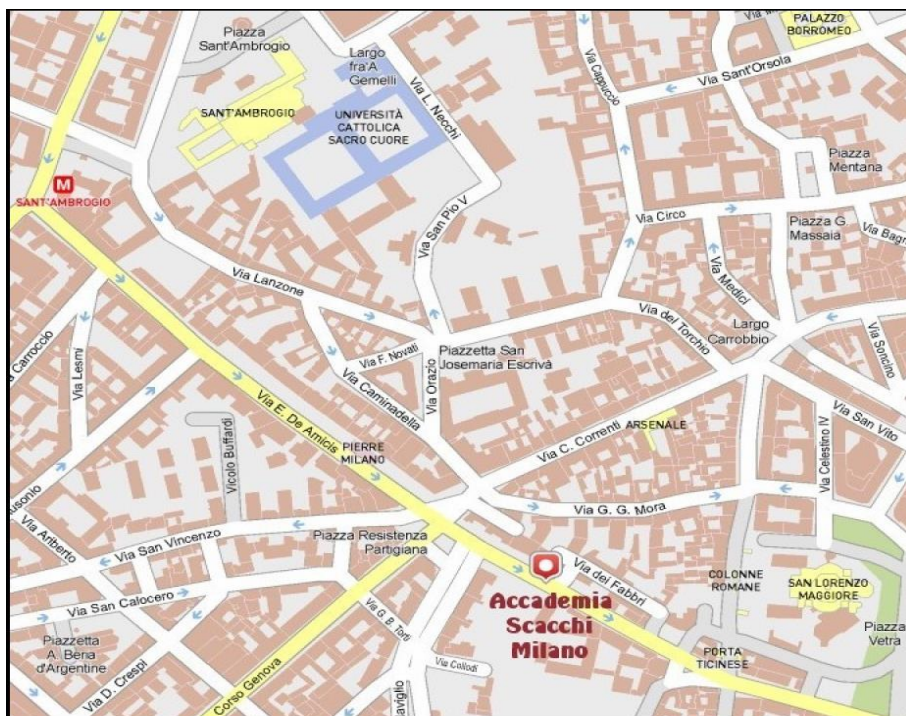 Piazza
Sant'Ambrogio
Largo
fra'A
Gemelli
PALAZZO
BORROMEO
Via Cappuccio
Via Sant'Orsola
Via L. Necchi
SANT'AMBROGIO
UNIVERSITÀ
CATTOLICA
SACRO CUORE
Piazza
Mentana
M
SANT'AMBROGIO
Via San Pio V
Via Circo
Piazza G
Massaia
Via Bagn
Via Lanzone
Via Medici
Via del Torchio
Largo
Carrobbio
Via Soncino
Carroccio
Via Lesmi
Via F. Novati
Piazzetta San
Josemaria Escrivà
Via Orazio
Via Caminadella
Via E. De Amicis
Via C. Correnti
ARSENALE
Via Celestino IV
Via San Vito
PIERRE
MILANO
Vicolo Buffardi
usonio
Via Ariberto
Via G. G. Mora
Via San Vincenzo
Piazza Resistenza
Partigiana
Via dei Fabbri
COLONNE
ROMANE
SAN LORENZO
MAGGIORE
Via San Calocero
Accademia
Scacchi
Milano
Via G. B. Torti
Piazza
Vetra
Piazzetta
A. Beria
d'Argentine
Via D. Crespi
Corso Genova
Via Collodi
PORTA
TICINESE
aviglio